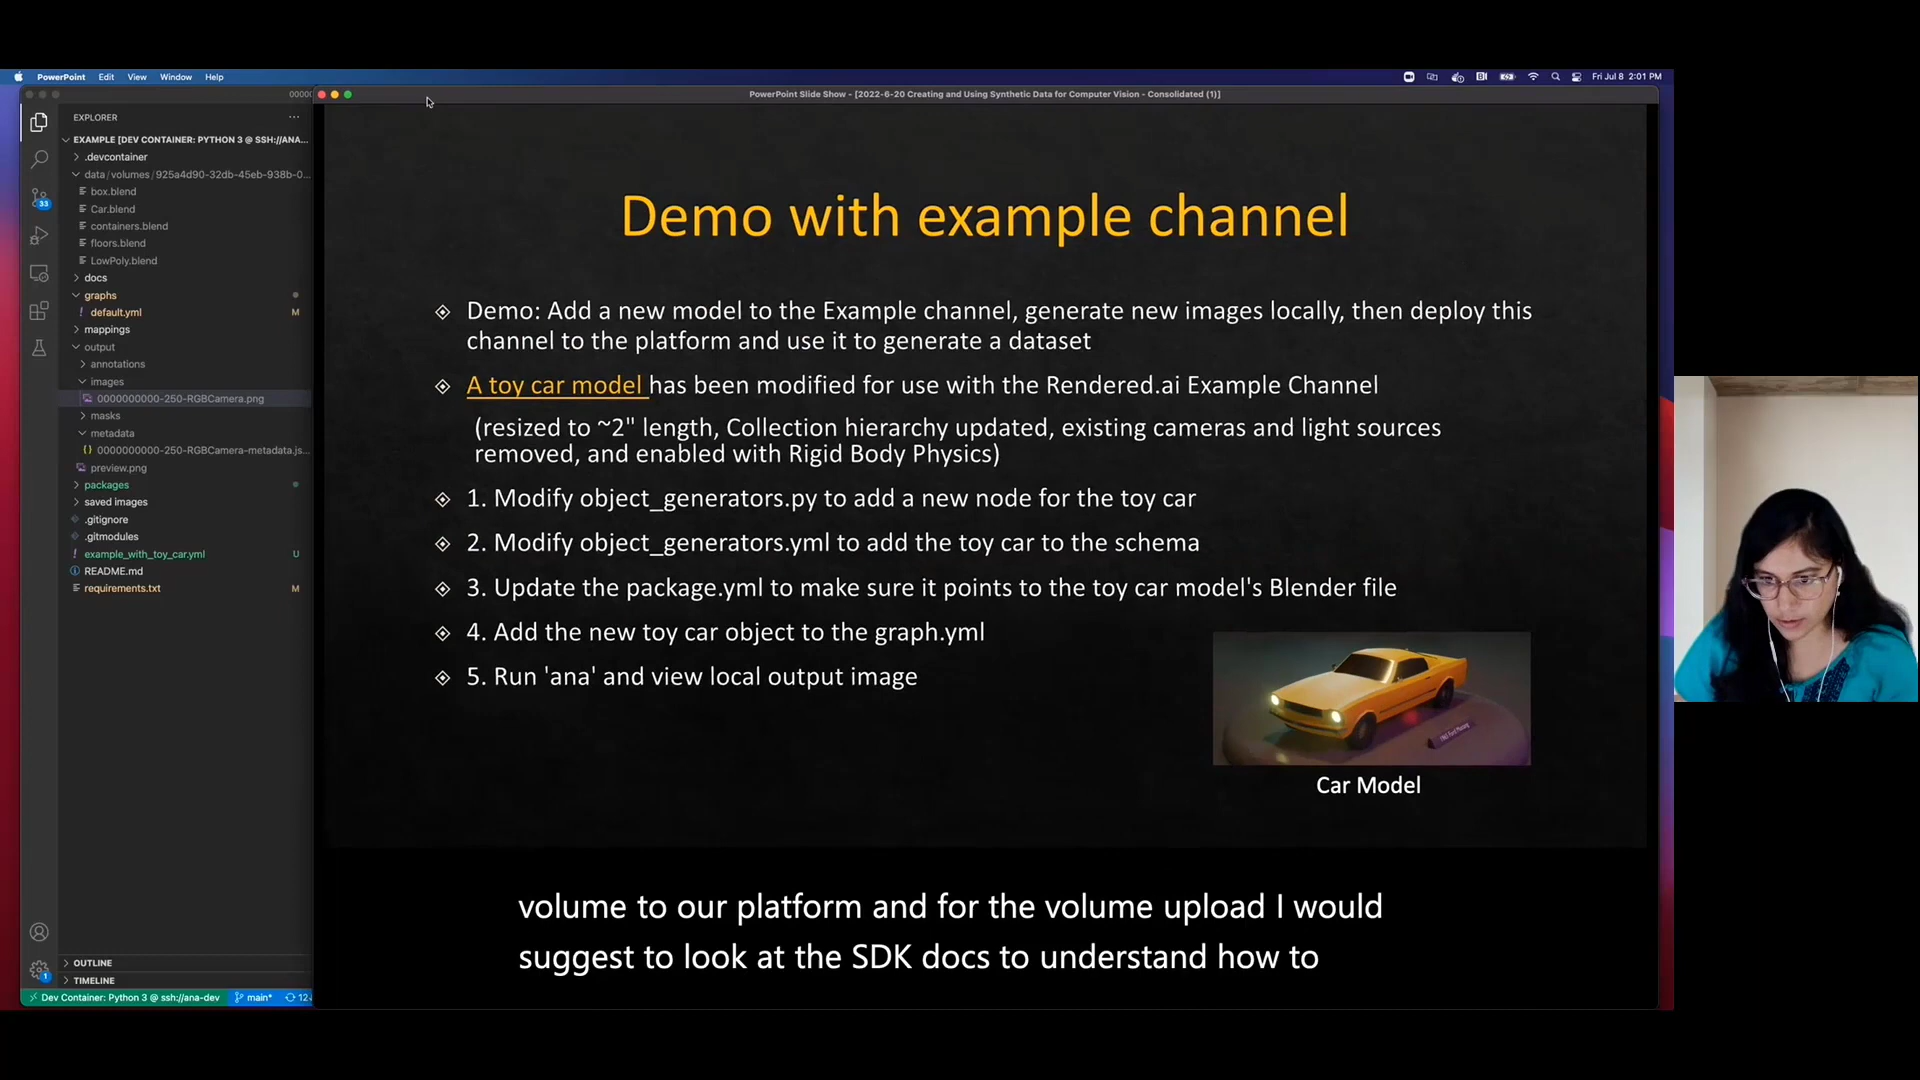 PowerPoint Edit View Window Help
Fri Jul 8 2:01 PM
PowerPoint Slide Show - [2022-6-20 Creating and Using Synthetic Data for Computer Vision - Consolidated (1)]
EXPLORER
EXAMPLE [DEV CONTAINER: PYTHON 3 @ SSH://ANA-...
.devcontainer
data/volumes/925a4d90-32db-45eb-938b-0...
box.blend
Car.blend
containers.blend
floors.blend
LowPoly.blend
docs
graphs
default.yml M
mappings
output
annotations
images
0000000000-250-RGBCamera.png
masks
metadata
0000000000-250-RGBCamera-metadata.js...
preview.png
packages
saved images
.gitignore
.gitmodules
example_with_toy_car.yml U
README.md
requirements.txt M
33
1
OUTLINE
TIMELINE
Dev Container: Python 3 @ ssh://ana-dev main* 12
Demo with example channel
Demo: Add a new model to the Example channel, generate new images locally, then deploy this
channel to the platform and use it to generate a dataset
A toy car model has been modified for use with the Rendered.ai Example Channel
(resized to ~2" length, Collection hierarchy updated, existing cameras and light sources
removed, and enabled with Rigid Body Physics)
1. Modify object_generators.py to add a new node for the toy car
2. Modify object_generators.yml to add the toy car to the schema
3. Update the package.yml to make sure it points to the toy car model's Blender file
4. Add the new toy car object to the graph.yml
5. Run 'ana' and view local output image
Car Model
volume to our platform and for the volume upload I would
suggest to look at the SDK docs to understand how to